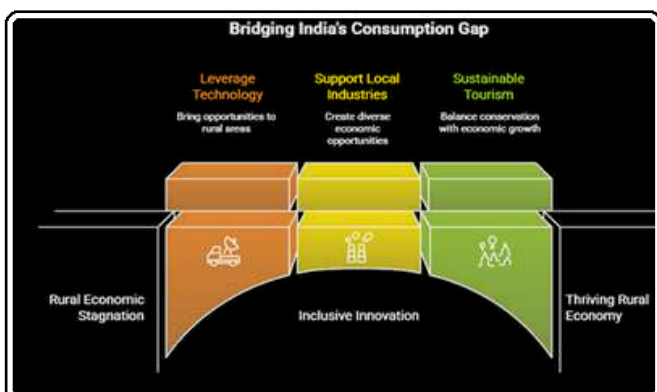 Bridging India's Consumption Gap
Leverage
Technology
Bring opportunities to
rural areas
Support Local
Industries
Create diverse
economic
opportunities
Sustainable
Tourism
Balance conservation
with economic growth
Rural Economic
Stagnation
Inclusive Innovation
Thriving Rural
Economy